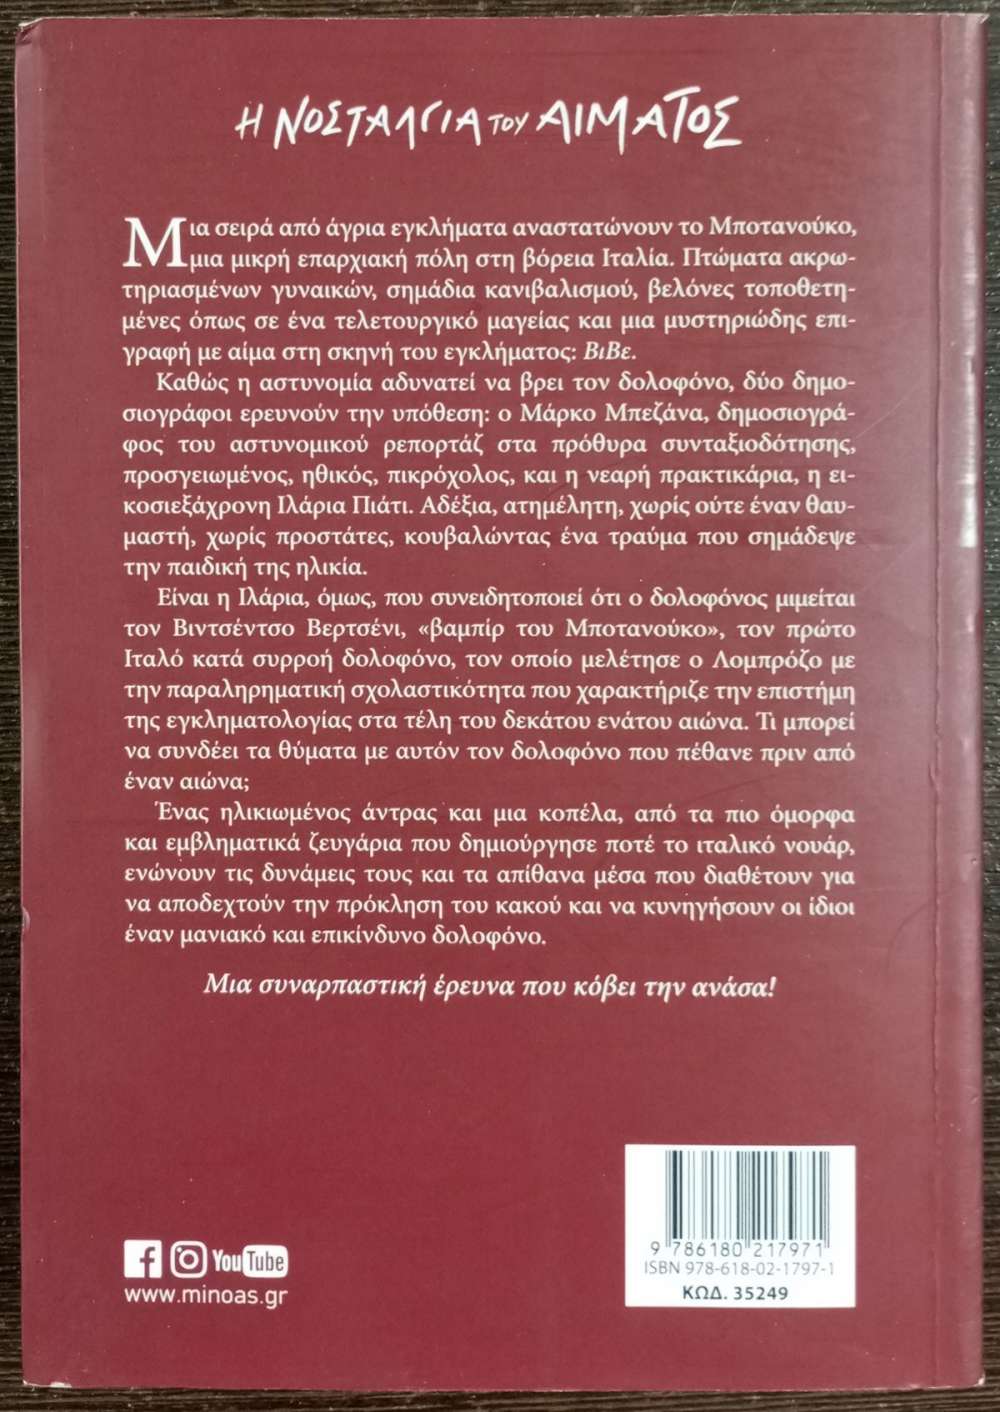 Η ΝΟΣΤΑΛΓΙΑ ΤΟΥ ΑΙΜΑΤΟΣ
Μια σειρά από άγρια εγκλήματα αναστατώνουν το Μποτανούκο,
μια μικρή επαρχιακή πόλη στη βόρεια Ιταλία. Πτώματα ακρω-
τηριασμένων γυναικών, σημάδια κανιβαλισμού, βελόνες τοποθετη-
μένες όπως σε ένα τελετουργικό μαγείας και μια μυστηριώδης επι-
γραφή με αίμα στη σκηνή του εγκλήματος: ΒιΒε.
Καθώς η αστυνομία αδυνατεί να βρει τον δολοφόνο, δύο δημο-
σιογράφοι ερευνούν την υπόθεση: ο Μάρκο Μπεζάνα, δημοσιογρά-
φος του αστυνομικού ρεπορτάζ στα πρόθυρα συνταξιοδότησης,
προσγειωμένος, ηθικός, πικρόχολος, και η νεαρή πρακτικάρια, η ει-
κοσιεξάχρονη Ιλάρια Πιάτι. Αδέξια, ατημέλητη, χωρίς ούτε έναν θαυ-
μαστή, χωρίς προστάτες, κουβαλώντας ένα τραύμα που σημάδεψε
την παιδική της ηλικία.
Είναι η Ιλάρια, όμως, που συνειδητοποιεί ότι ο δολοφόνος μιμείται
τον Βιντσέντσο Βερτσένι, «βαμπίρ του Μποτανούκο», τον πρώτο
Ιταλό κατά συρροή δολοφόνο, τον οποίο μελέτησε ο Λομπρόζο με
την παραληρηματική σχολαστικότητα που χαρακτήριζε την επιστήμη
της εγκληματολογίας στα τέλη του δεκάτου ενάτου αιώνα. Τι μπορεί
να συνδέει τα θύματα με αυτόν τον δολοφόνο που πέθανε πριν από
έναν αιώνα;
Ένας ηλικιωμένος άντρας και μια κοπέλα, από τα πιο όμορφα
και εμβληματικά ζευγάρια που δημιούργησε ποτέ το ιταλικό νουάρ,
ενώνουν τις δυνάμεις τους και τα απίθανα μέσα που διαθέτουν για
να αποδεχτούν την πρόκληση του κακού και να κυνηγήσουν οι ίδιοι
έναν μανιακό και επικίνδυνο δολοφόνο.
Μια συναρπαστική έρευνα που κόβει την ανάσα!
YouTube
www.minoas.gr
9 786180 217971
ISBN 978-618-02-1797-1
ΚΩΔ. 35249